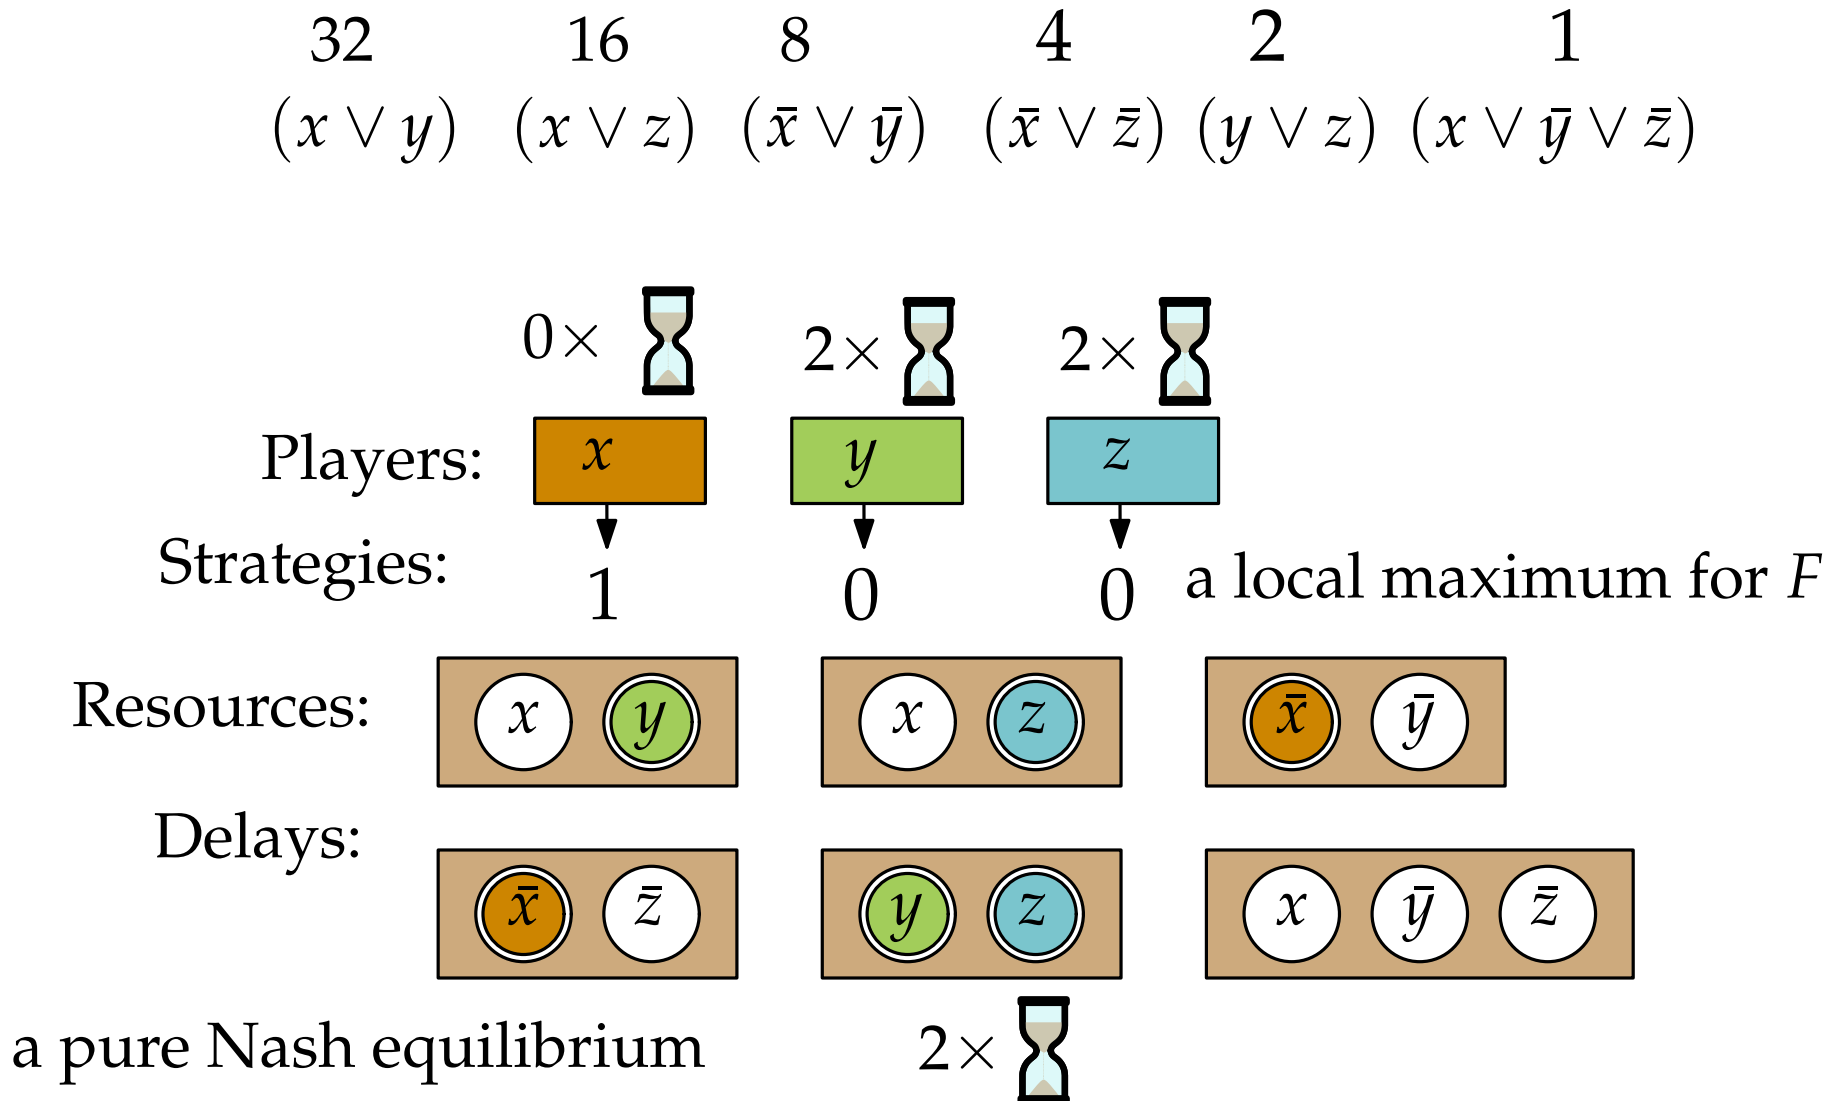 32 16 8 4 2 1
(x ∨ y) (x ∨ z) (x̄ ∨ ȳ) (x̄ ∨ z̄) (y ∨ z) (x ∨ ȳ ∨ z̄)
0× 2× 2×
Players: x y z
Strategies: 1 0 0 a local maximum for F
Resources: x y x z x̄ ȳ
Delays:
x̄ z̄ y z x ȳ z̄
a pure Nash equilibrium 2×